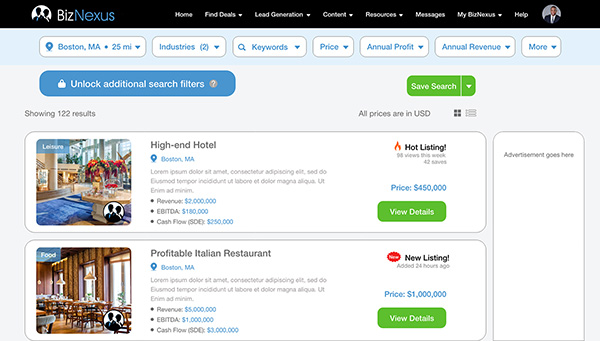 BizNexus
Home Find Deals Lead Generation Content Resources Messages My BizNexus Help
Boston, MA • 25 mi Industries (2) Keywords Price Annual Profit Annual Revenue More
Unlock additional search filters ?
Save Search
Showing 122 results
All prices are in USD
Leisure
High-end Hotel
Boston, MA
Lorem ipsum dolor sit amet, consectetur adipiscing elit, sed do
Eiusmod tempor incididunt ut labore et dolor magna aliqua. Ut
Enim ad minim.
• Revenue: $2,000,000
• EBITDA: $180,000
• Cash Flow (SDE): $250,000
Hot Listing!
98 views this week
42 saves
Price: $450,000
View Details
Advertisement goes here
Food
Profitable Italian Restaurant
Boston, MA
Lorem ipsum dolor sit amet, consectetur adipiscing elit, sed do
Eiusmod tempor incididunt ut labore et dolor magna aliqua. Ut
Enim ad minim.
• Revenue: $5,000,000
• EBITDA: $1,000,000
• Cash Flow (SDE): $3,000,000
New
New Listing!
Added 24 hours ago
Price: $1,000,000
View Details